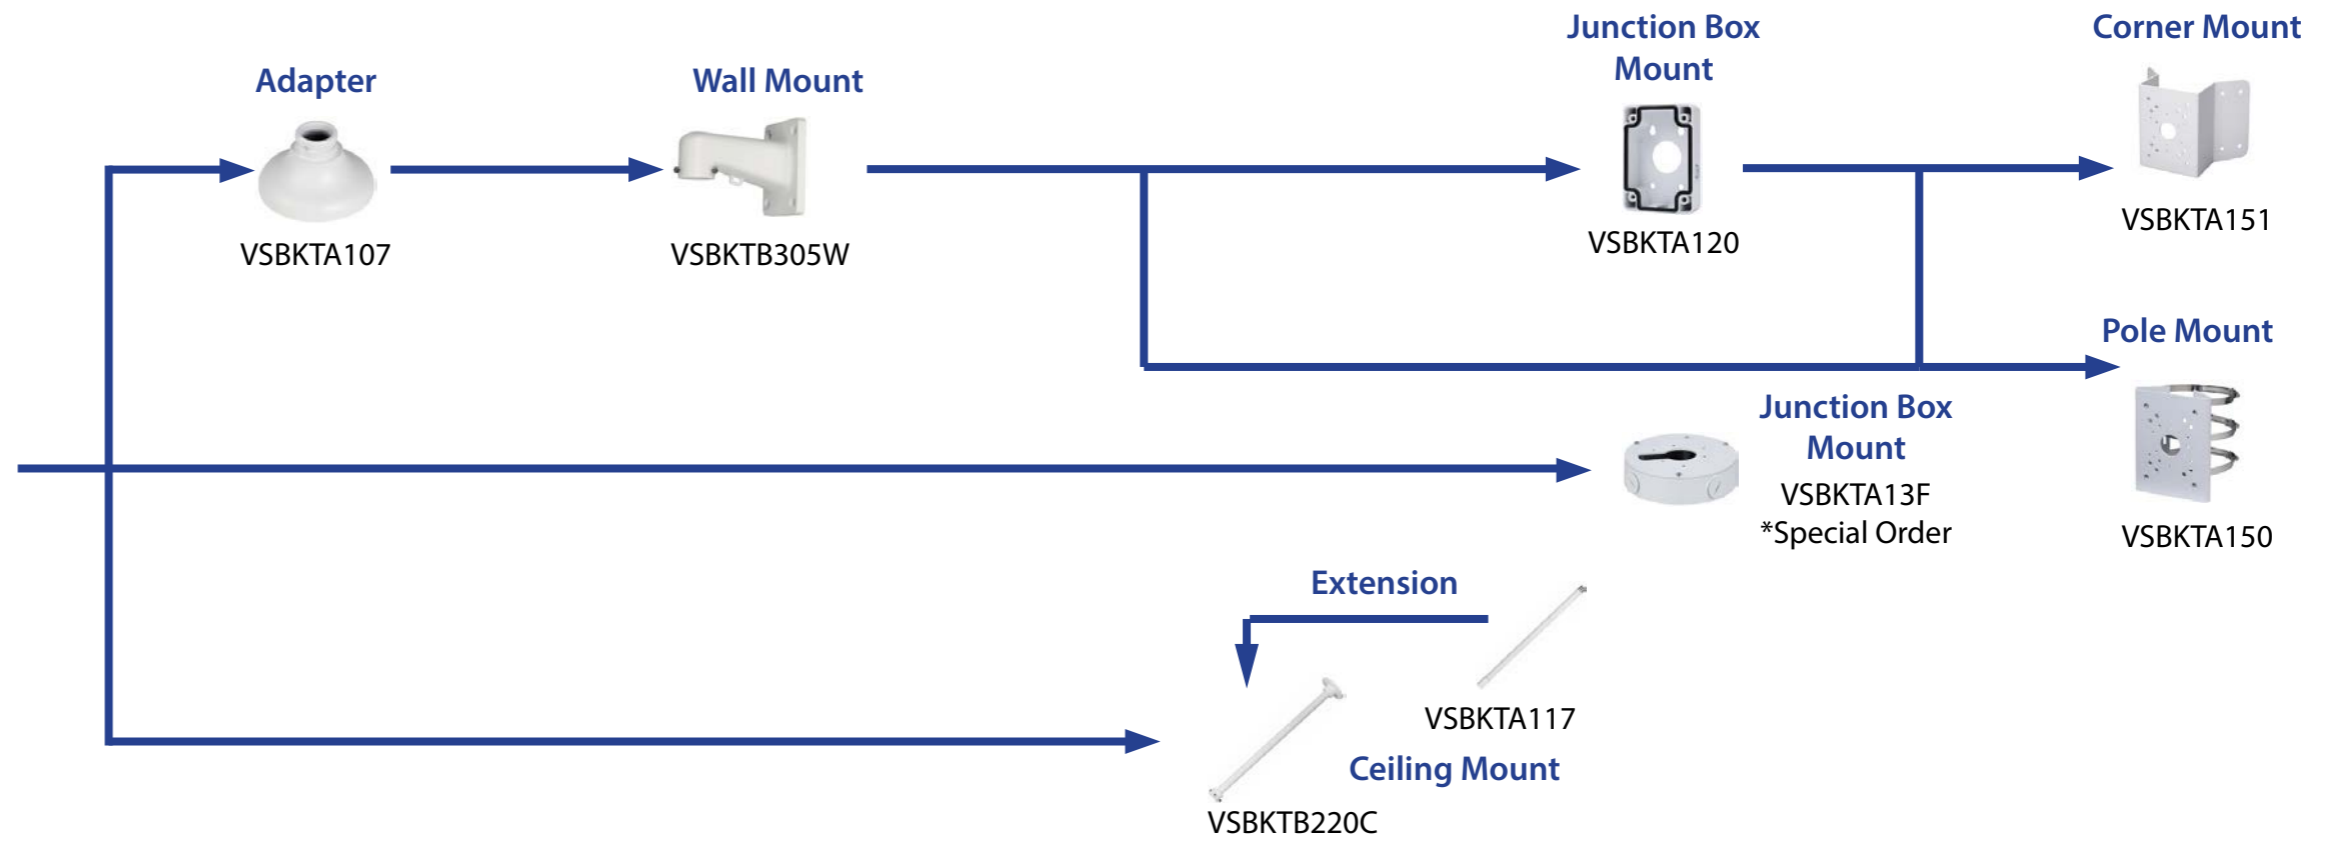 Adapter
VSBKTA107
Wall Mount
VSBKTB305W
Junction Box
Mount
VSBKTA120
Corner Mount
VSBKTA151
Pole Mount
VSBKTA150
Junction Box
Mount
VSBKTA13F
*Special Order
Extension
VSBKTA117
Ceiling Mount
VSBKTB220C